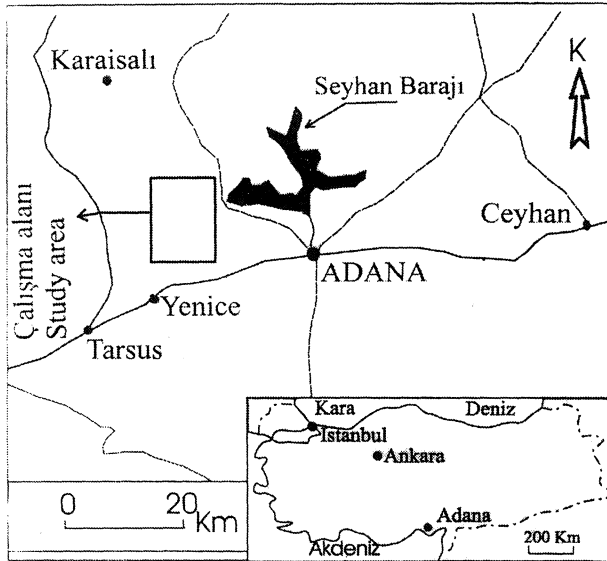 Karaisalı
Seyhan Barajı
K
Çalışma alanı
Study area
Ceyhan
ADANA
Yenice
Tarsus
0 20
Km
Kara Deniz
İstanbul
Ankara
Adana
Akdeniz
200 Km